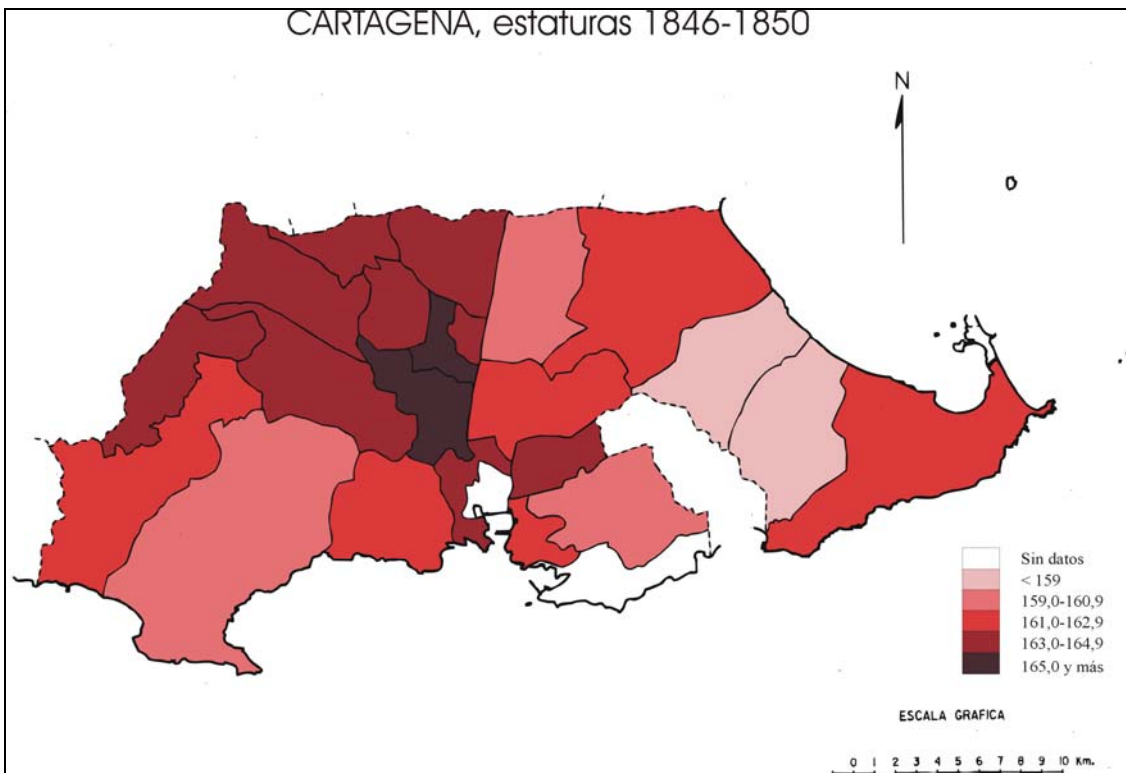 CARTAGENA, estaturas 1846-1850
N
Sin datos
< 159
159,0-160,9
161,0-162,9
163,0-164,9
165,0 y más
ESCALA GRAFICA
0 1 2 3 4 5 6 7 8 9 10 Km.